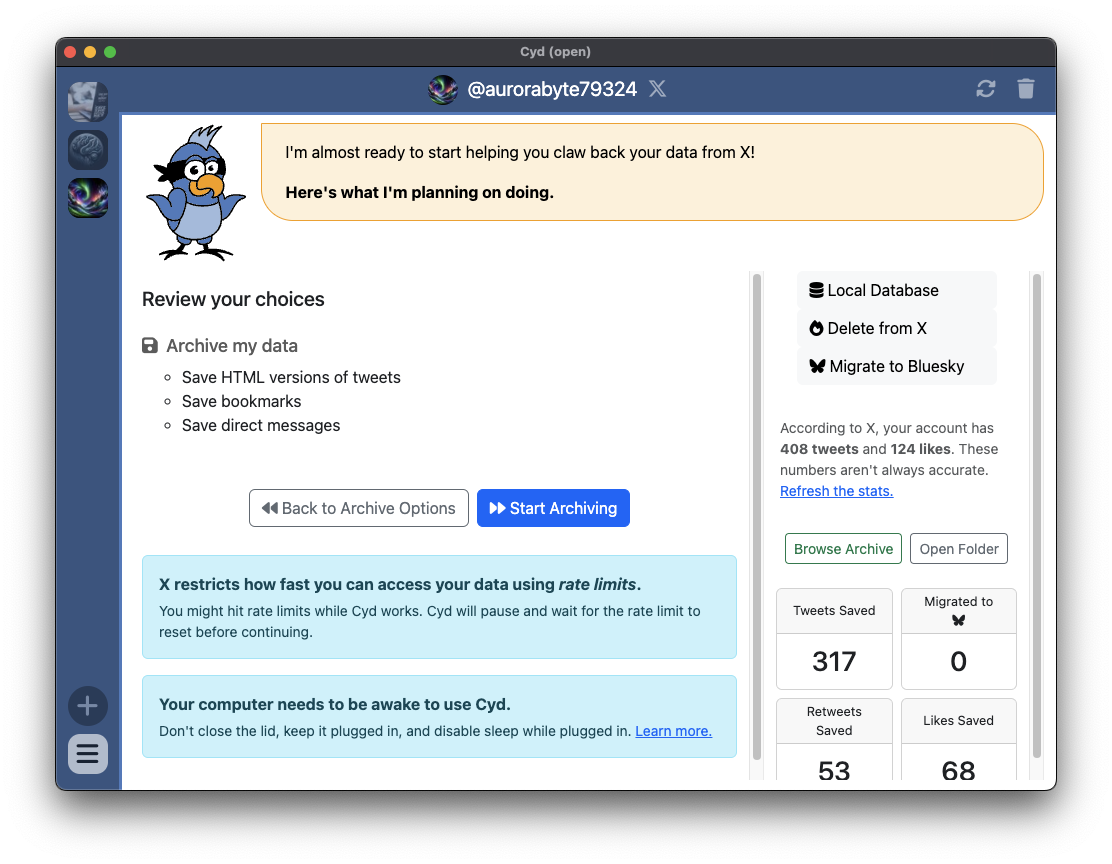 Cyd (open)
@aurorabyte79324
I'm almost ready to start helping you claw back your data from X!
Here's what I'm planning on doing.
Review your choices
Archive my data
Save HTML versions of tweets
Save bookmarks
Save direct messages
Back to Archive Options
Start Archiving
X restricts how fast you can access your data using rate limits.
You might hit rate limits while Cyd works. Cyd will pause and wait for the rate limit to
reset before continuing.
Your computer needs to be awake to use Cyd.
Don't close the lid, keep it plugged in, and disable sleep while plugged in. Learn more.
Local Database
Delete from X
Migrate to Bluesky
According to X, your account has
408 tweets and 124 likes. These
numbers aren't always accurate.
Refresh the stats.
Browse Archive
Open Folder
Tweets Saved
317
Migrated to
0
Retweets
Saved
53
Likes Saved
68